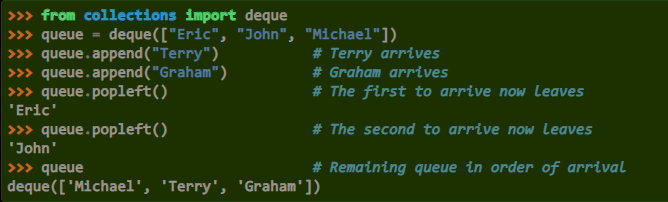 >>> from collections import deque
>>> queue = deque(["Eric", "John", "Michael"])
>>> queue.append("Terry")           # Terry arrives
>>> queue.append("Graham")          # Graham arrives
>>> queue.popleft()                 # The first to arrive now leaves
'Eric'
>>> queue.popleft()                 # The second to arrive now leaves
'John'
>>> queue                           # Remaining queue in order of arrival
deque(['Michael', 'Terry', 'Graham'])